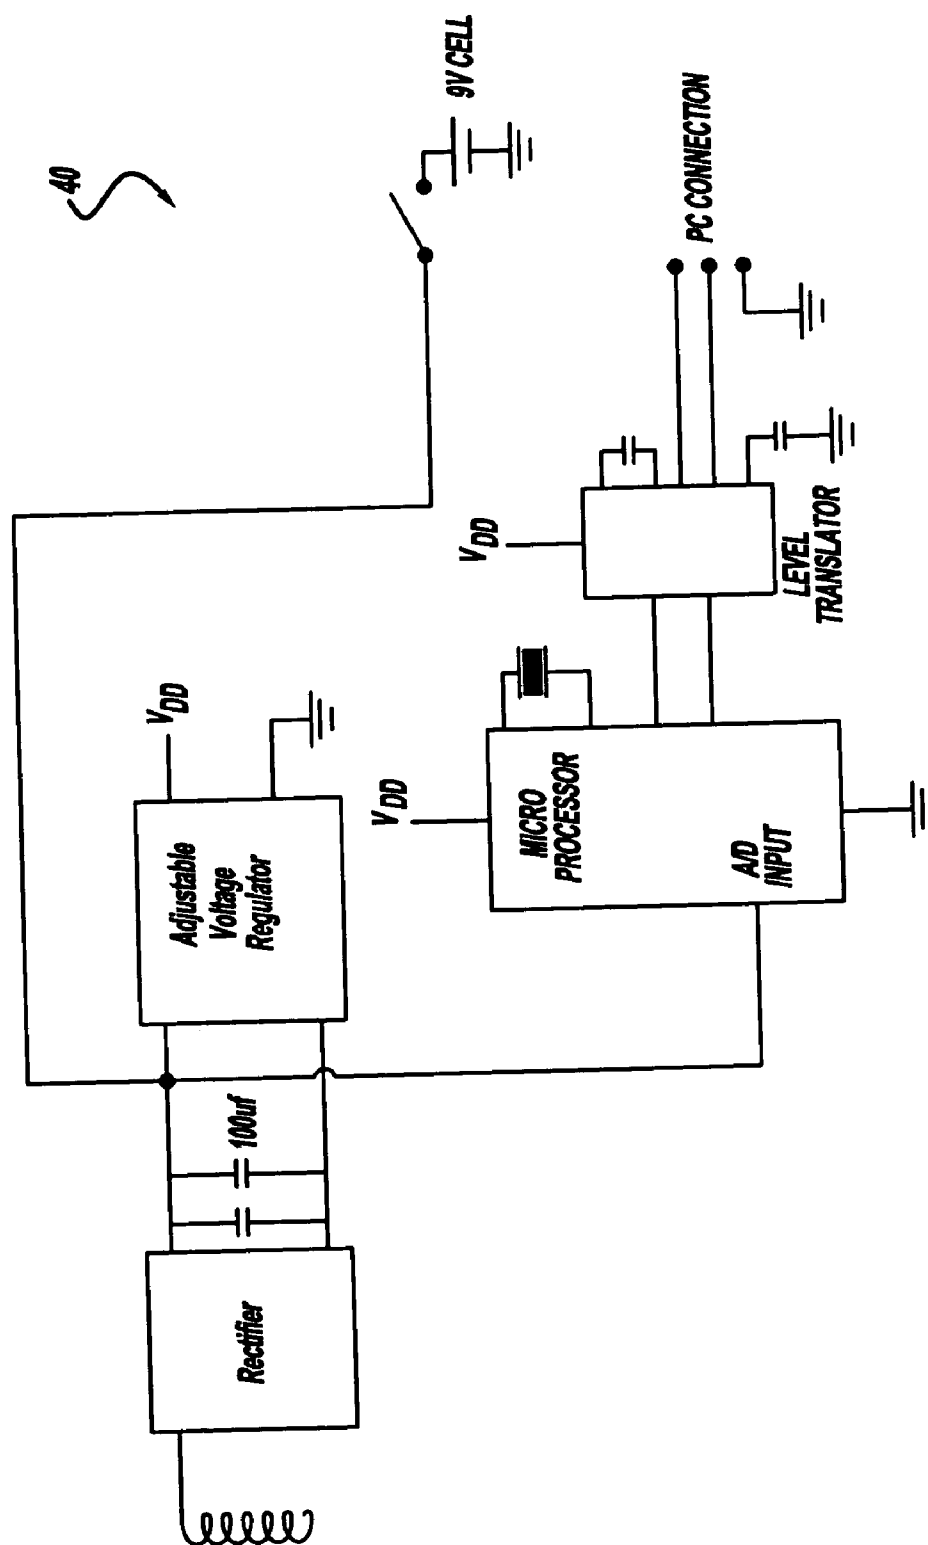 40
9V CELL
PC CONNECTION
VDD
LEVEL
TRANSLATOR
VDD
Adjustable
Voltage
Regulator
VDD
MICRO
PROCESSOR
A/D
INPUT
100uf
Rectifier